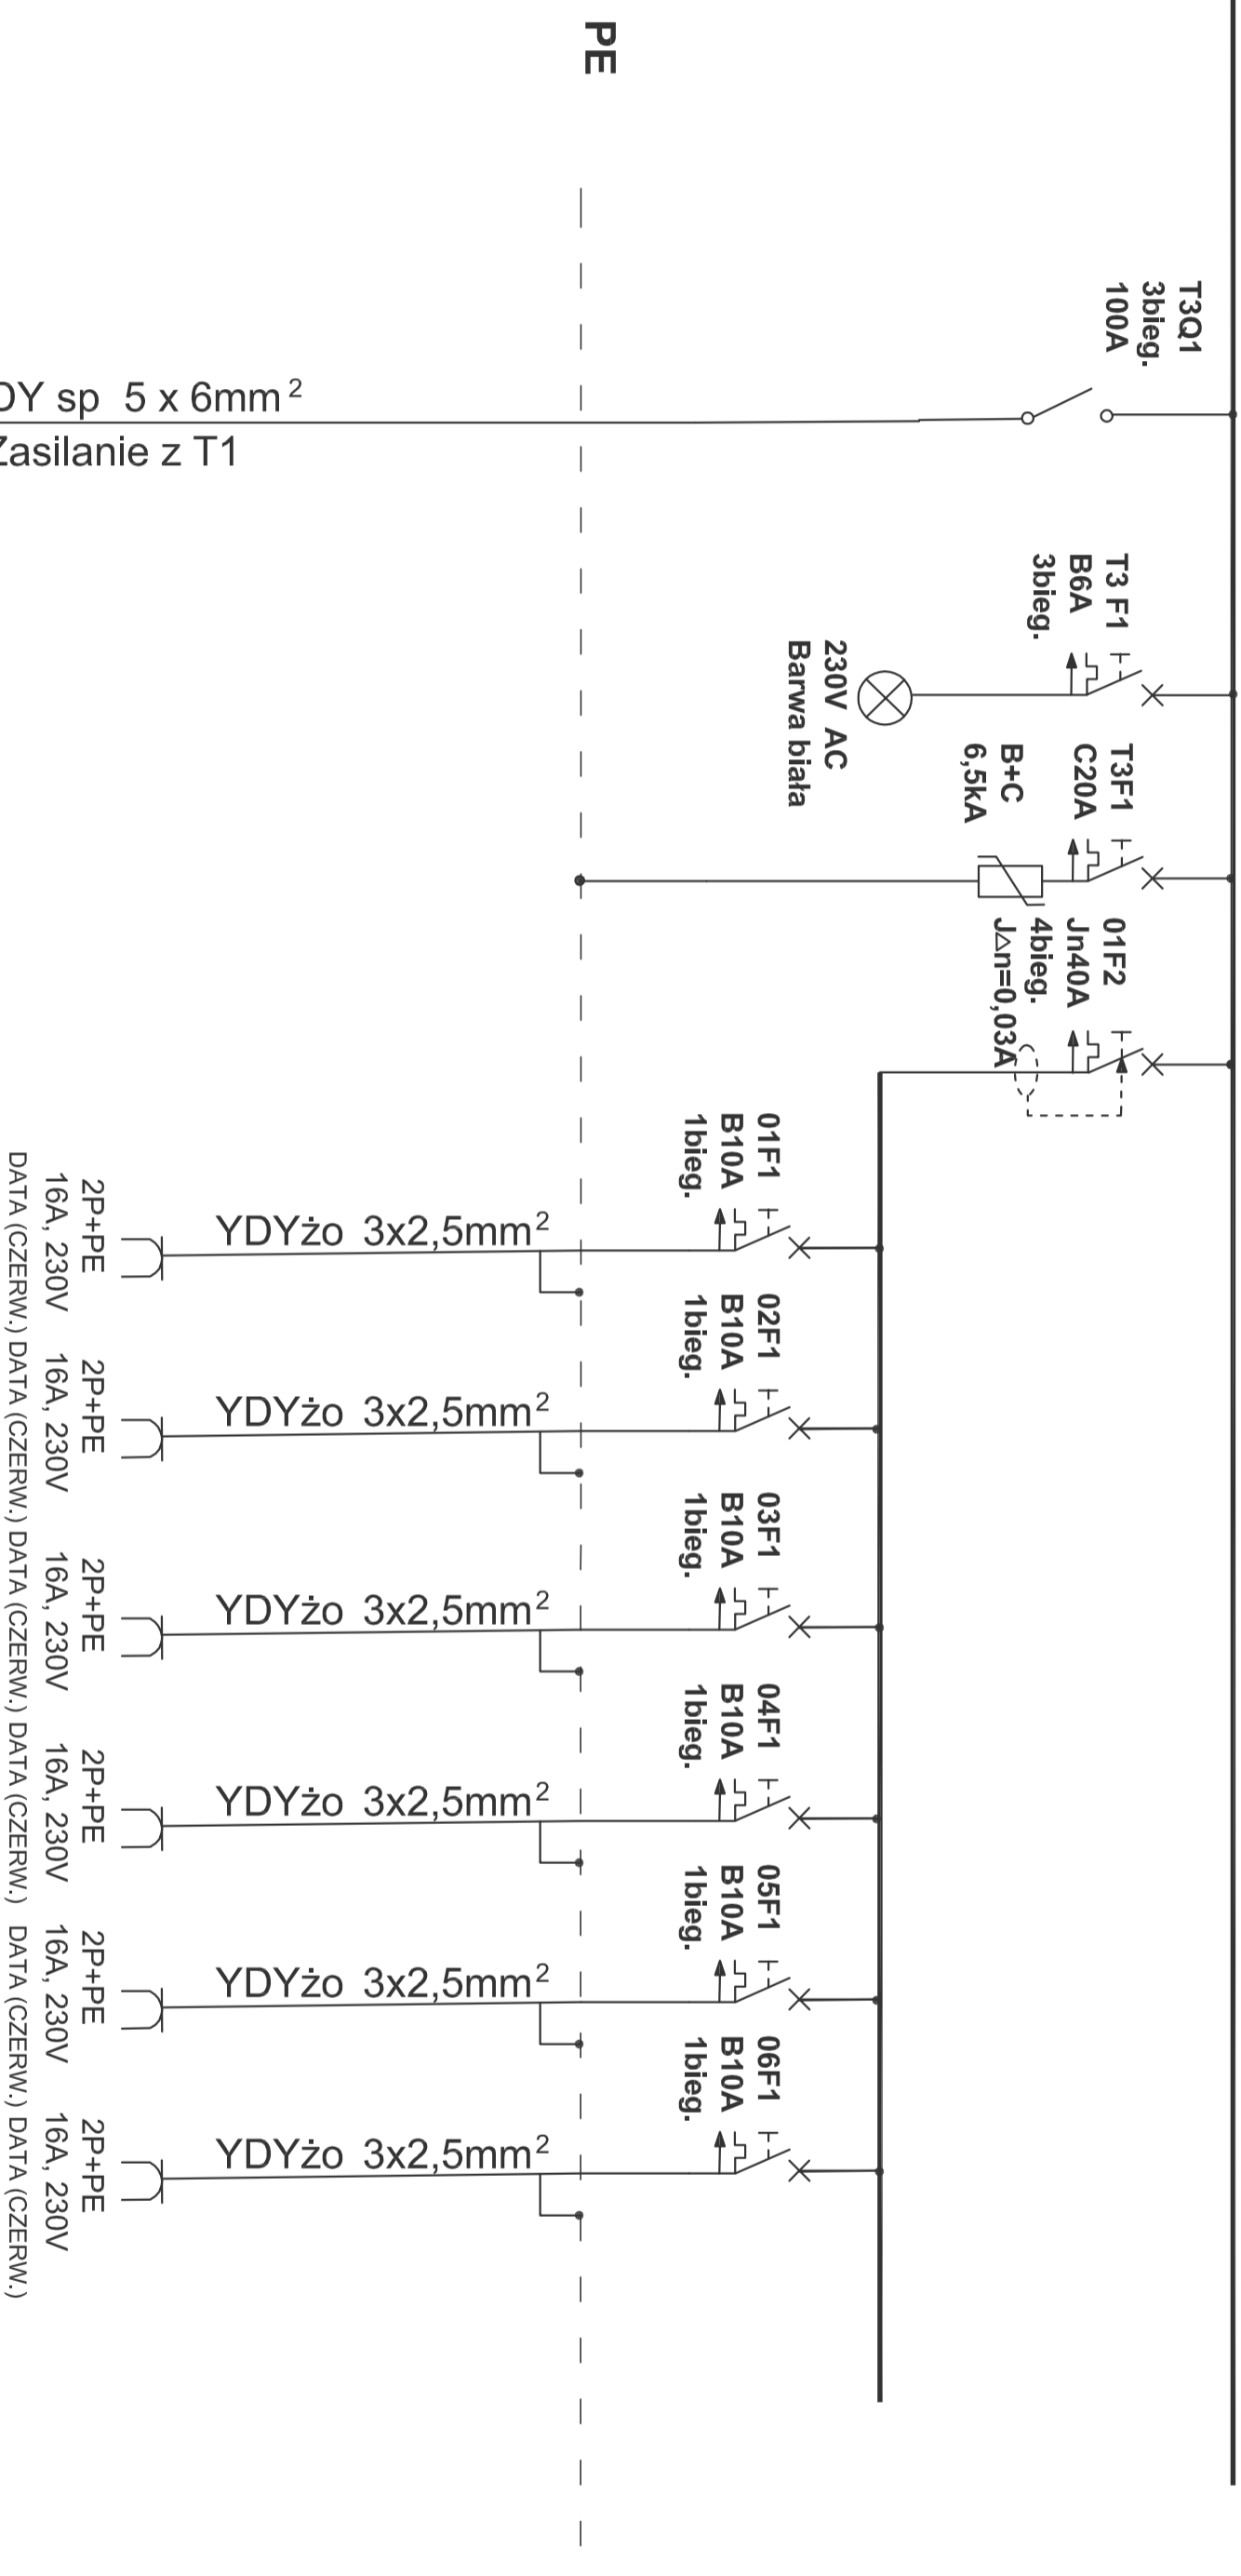 PE
T3Q1
3bieg.
100A
DY sp 5 x 6mm²
Zasilanie z T1
T3 F1
B6A
3bieg.
230V AC
Barwa biała
T3F1
C20A
B+C
6,5kA
01F2
Jn40A
4bieg.
J△n=0,03A
01F1
B10A
1bieg.
YDYżo 3x2,5mm²
2P+PE
16A, 230V
DATA (CZERW.)
02F1
B10A
1bieg.
YDYżo 3x2,5mm²
2P+PE
16A, 230V
DATA (CZERW.)
03F1
B10A
1bieg.
YDYżo 3x2,5mm²
2P+PE
16A, 230V
DATA (CZERW.)
04F1
B10A
1bieg.
YDYżo 3x2,5mm²
2P+PE
16A, 230V
DATA (CZERW.)
05F1
B10A
1bieg.
YDYżo 3x2,5mm²
2P+PE
16A, 230V
DATA (CZERW.)
06F1
B10A
1bieg.
YDYżo 3x2,5mm²
2P+PE
16A, 230V
DATA (CZERW.)